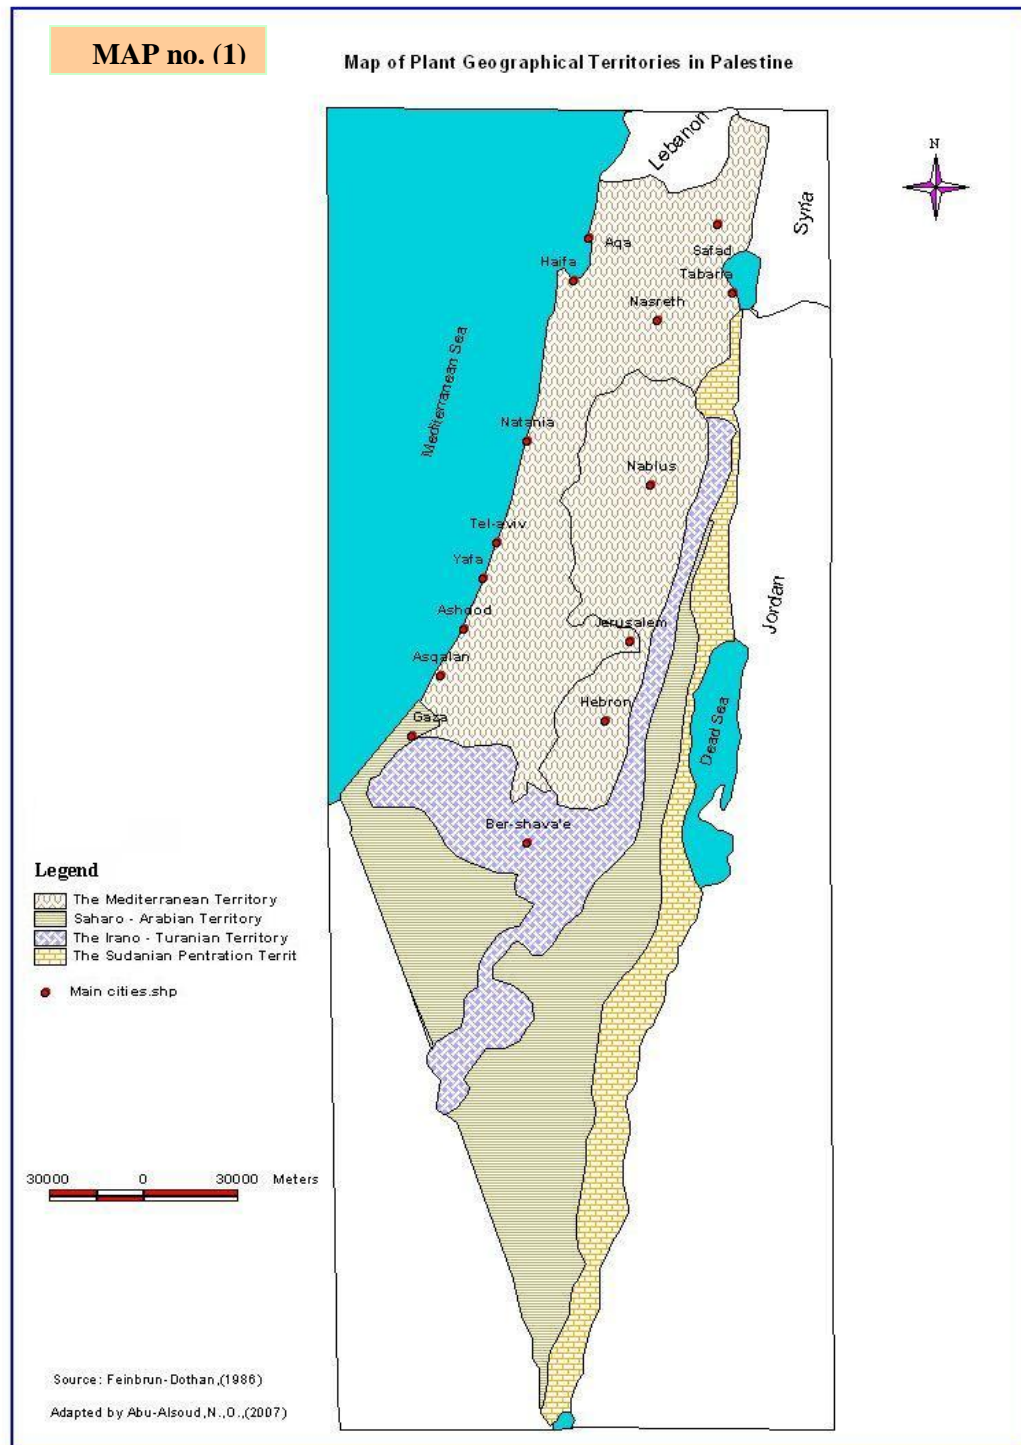 MAP no. (1)
Map of Plant Geographical Territories in Palestine
N
Lebanon
Syria
Safad
Aqa
Haifa
Tabaria
Nasreth
Mediterranean Sea
Natania
Nablus
Tel-aviv
Yafa
Jordan
Ashdod
Jerusalem
Asqalan
Hebron
Gaza
Dead Sea
Ber-shava'e
Legend
The Mediterranean Territory
Saharo - Arabian Territory
The Irano - Turanian Territory
The Sudanian Pentration Territ
Main cities.shp
30000 0 30000 Meters
Source: Feinbrun-Dothan,(1986)
Adapted by Abu-Alsoud,N.,O.,(2007)